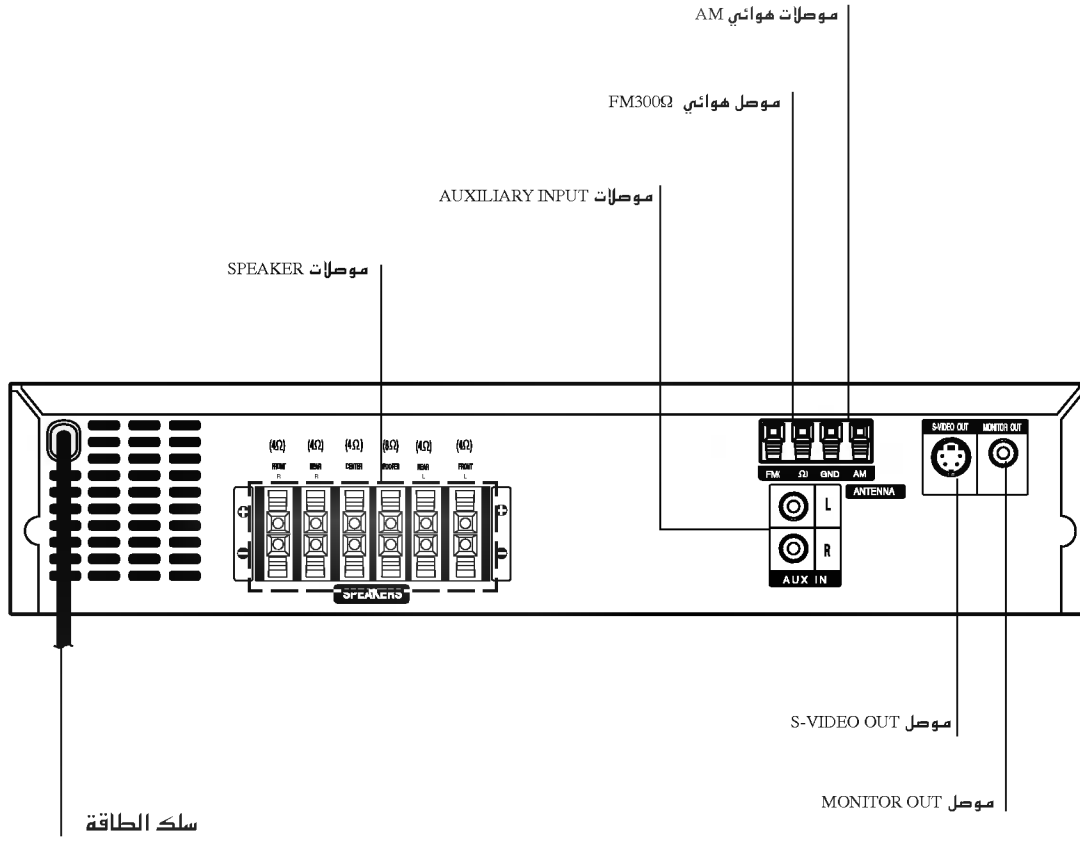 موصلات هوائي AM
موصل هوائي FM300Ω
موصلات AUXILIARY INPUT
موصلات SPEAKER
(4Ω) (4Ω) (4Ω) (8Ω) (4Ω) (4Ω)
FRONT REAR CENTER WOOFER REAR FRONT
R R L L
S-VIDEO OUT MONITOR OUT
GND AM
ANTENNA
L
R
AUX IN
SPEAKERS
موصل S-VIDEO OUT
موصل MONITOR OUT
سلك الطاقة